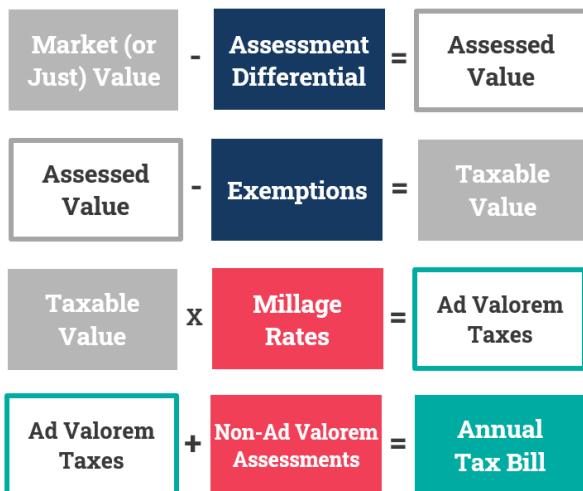 Market (or Just) Value - Assessment Differential = Assessed Value
Assessed Value - Exemptions = Taxable Value
Taxable Value x Millage Rates = Ad Valorem Taxes
Ad Valorem Taxes + Non-Ad Valorem Assessments = Annual Tax Bill